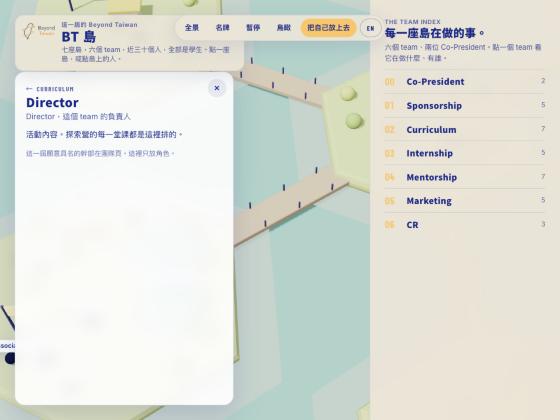 Beyond
Taiwan
這一島的 Beyond Taiwan
BT 島
七座島，六個 team，近三十個人，全部是學生。點一座
島，或點島上的人。
全景
名牌
暫停
鳥瞰
把自己放上去
EN
← CURRICULUM
×
Director
Director，這個 team 的負責人
活動內容。探索營的每一堂課都是這裡排的。
這一屆願意具名的幹部在團隊頁。這裡只放角色。
THE TEAM INDEX
每一座島在做的事。
六個 team，兩位 Co-President。點一個 team 看
它在做什麼、有誰。
00 Co-President 2
01 Sponsorship 5
02 Curriculum 7
03 Internship 5
04 Mentorship 7
05 Marketing 5
06 CR 3